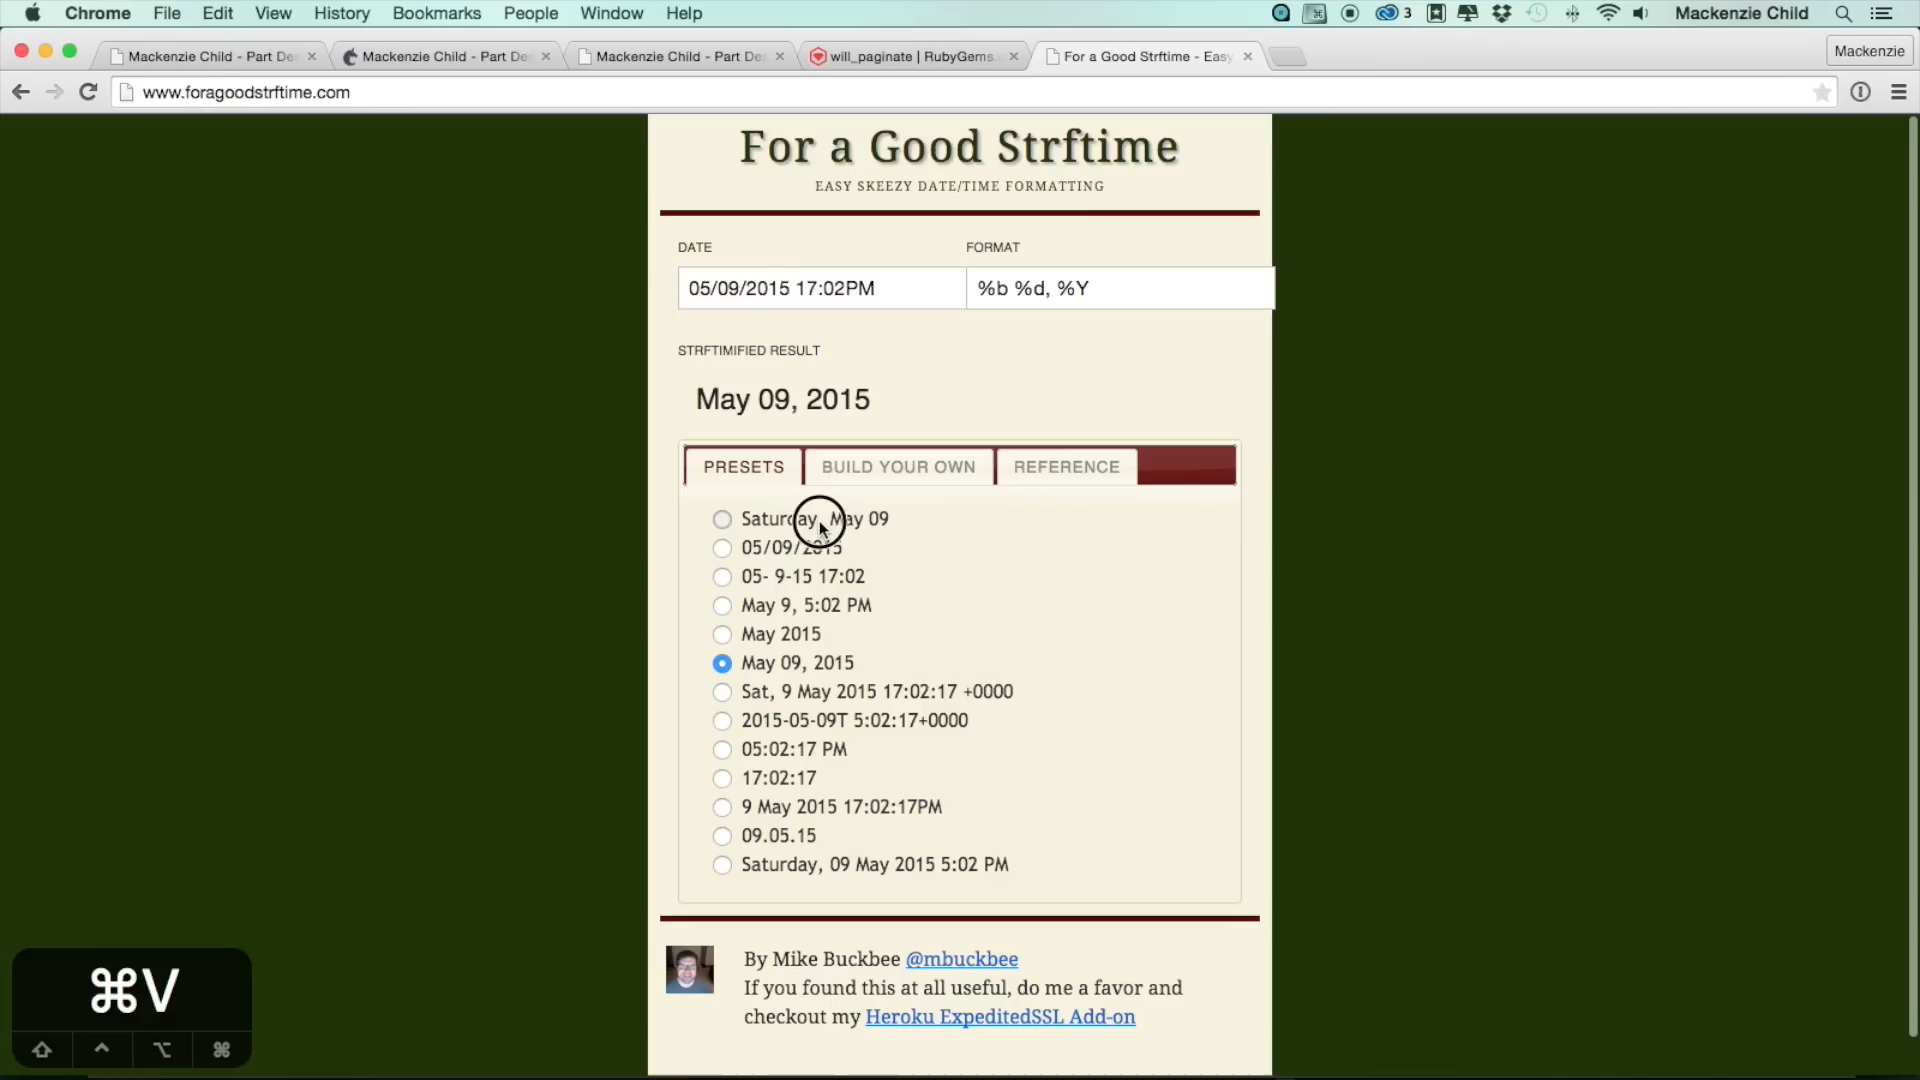 Chrome File Edit View History Bookmarks People Window Help 3 Mackenzie Child
Mackenzie Child - Part De Mackenzie Child - Part De Mackenzie Child - Part De will_paginate | RubyGems. For a Good Strftime - Easy Mackenzie
www.foragoodstrftime.com
For a Good Strftime
EASY SKEEZY DATE/TIME FORMATTING
DATE FORMAT
05/09/2015 17:02PM %b %d, %Y
STRFTIMIFIED RESULT
May 09, 2015
PRESETS BUILD YOUR OWN REFERENCE
Saturday, May 09
05/09/2015
05- 9-15 17:02
May 9, 5:02 PM
May 2015
May 09, 2015
Sat, 9 May 2015 17:02:17 +0000
2015-05-09T 5:02:17+0000
05:02:17 PM
17:02:17
9 May 2015 17:02:17PM
09.05.15
Saturday, 09 May 2015 5:02 PM
By Mike Buckbee @mbuckbee
If you found this at all useful, do me a favor and
checkout my Heroku ExpeditedSSL Add-on
⌘V